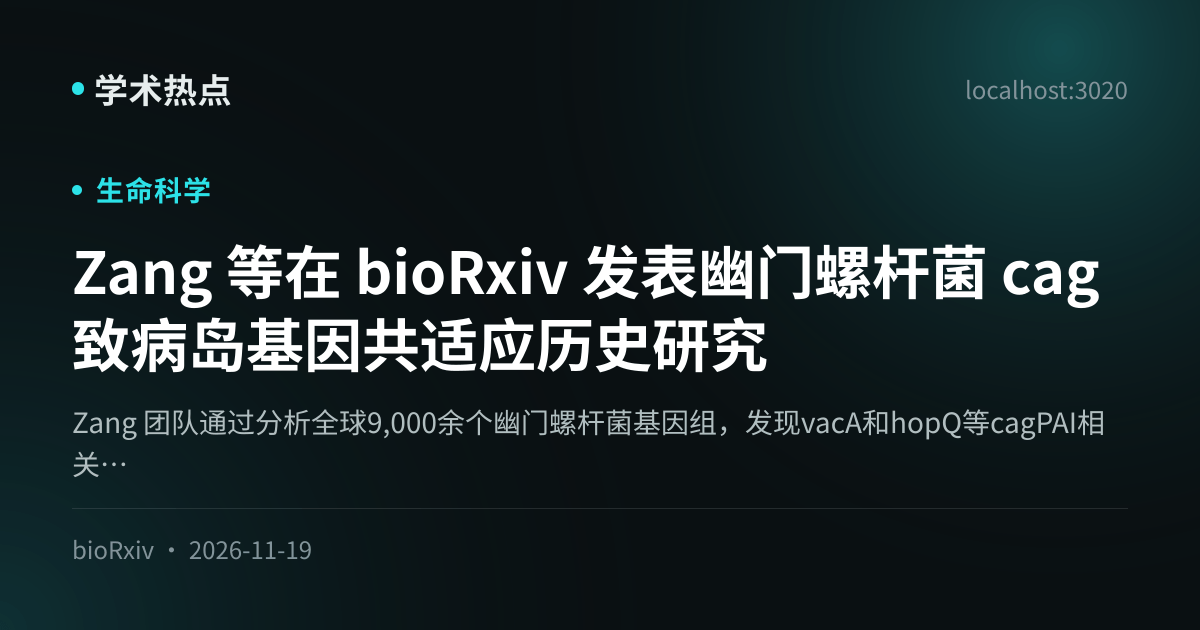 学术热点
localhost:3020
生命科学
Zang 等在 bioRxiv 发表幽门螺杆菌 cag
致病岛基因共适应历史研究
Zang 团队通过分析全球9,000余个幽门螺杆菌基因组，发现vacA和hopQ等cagPAI相
关…
bioRxiv · 2026-11-19